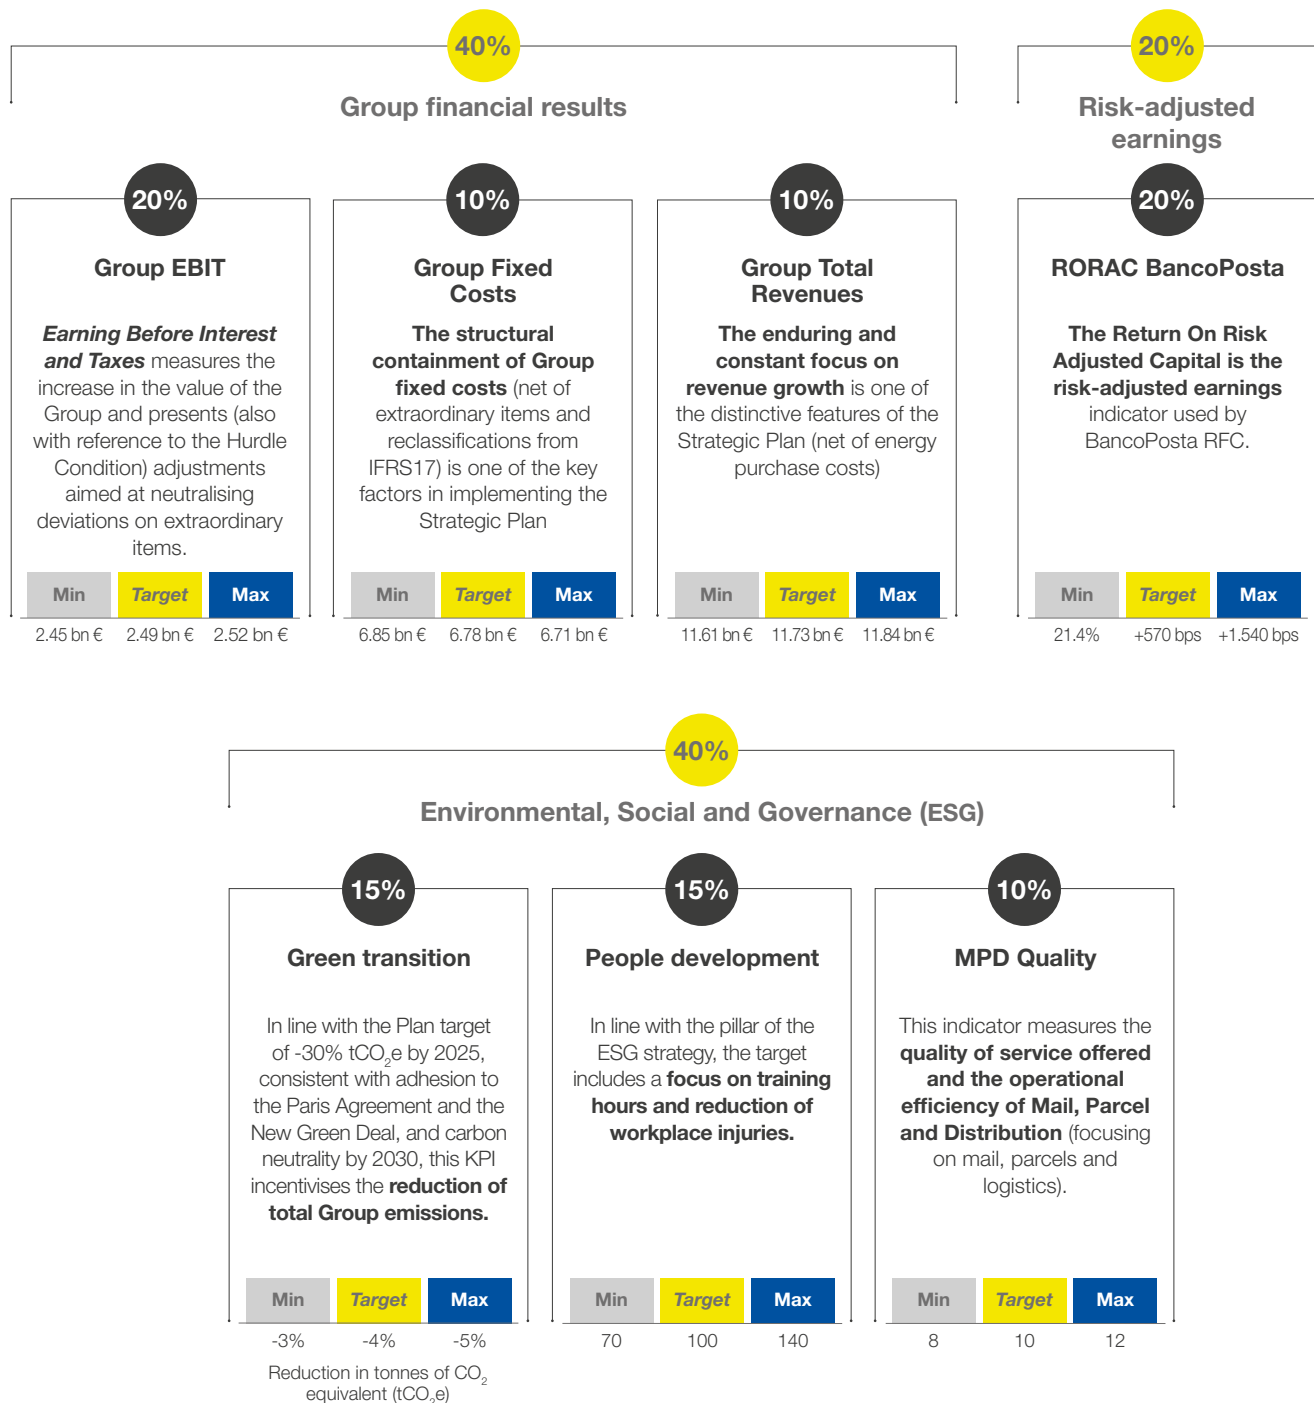 40%
Group financial results
20%
Risk-adjusted
earnings
20%
Group EBIT
Earning Before Interest
and Taxes measures the
increase in the value of the
Group and presents (also
with reference to the Hurdle
Condition) adjustments
aimed at neutralising
deviations on extraordinary
items.
Min Target Max
2.45 bn € 2.49 bn € 2.52 bn €
10%
Group Fixed
Costs
The structural
containment of Group
fixed costs (net of
extraordinary items and
reclassifications from
IFRS17) is one of the key
factors in implementing the
Strategic Plan
Min Target Max
6.85 bn € 6.78 bn € 6.71 bn €
10%
Group Total
Revenues
The enduring and
constant focus on
revenue growth is one of
the distinctive features of the
Strategic Plan (net of energy
purchase costs)
Min Target Max
11.61 bn € 11.73 bn € 11.84 bn €
20%
RORAC BancoPosta
The Return On Risk
Adjusted Capital is the
risk-adjusted earnings
indicator used by
BancoPosta RFC.
Min Target Max
21.4% +570 bps +1.540 bps
40%
Environmental, Social and Governance (ESG)
15%
Green transition
In line with the Plan target
of -30% tCO₂e by 2025,
consistent with adhesion to
the Paris Agreement and the
New Green Deal, and carbon
neutrality by 2030, this KPI
incentivises the reduction of
total Group emissions.
Min Target Max
-3% -4% -5%
Reduction in tonnes of CO₂
equivalent (tCO₂e)
15%
People development
In line with the pillar of the
ESG strategy, the target
includes a focus on training
hours and reduction of
workplace injuries.
Min Target Max
70 100 140
10%
MPD Quality
This indicator measures the
quality of service offered
and the operational
efficiency of Mail, Parcel
and Distribution (focusing
on mail, parcels and
logistics).
Min Target Max
8 10 12